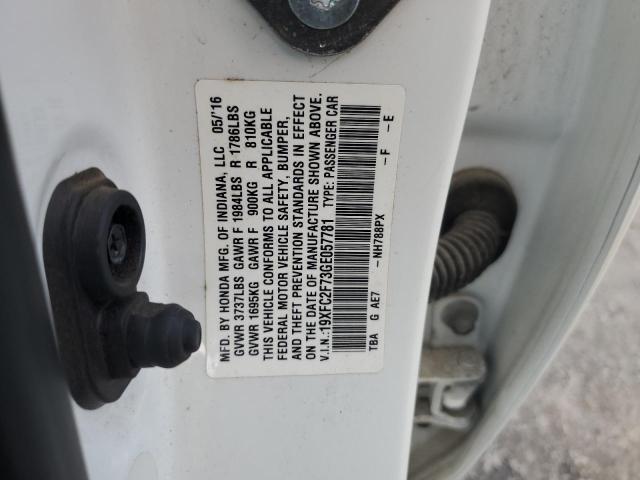 MFD. BY HONDA MFG. OF INDIANA, LLC 05/16
GVWR 3737LBS GAWR F 1984LBS R 1786LBS
GVWR 1695KG GAWR F 900KG R 810KG
THIS VEHICLE CONFORMS TO ALL APPLICABLE
FEDERAL MOTOR VEHICLE SAFETY, BUMPER,
AND THEFT PREVENTION STANDARDS IN EFFECT
ON THE DATE OF MANUFACTURE SHOWN ABOVE.
V.I.N.:19XFC2F73GE057781 TYPE: PASSENGER CAR
TBA G AE7 - NH788PX - F - E